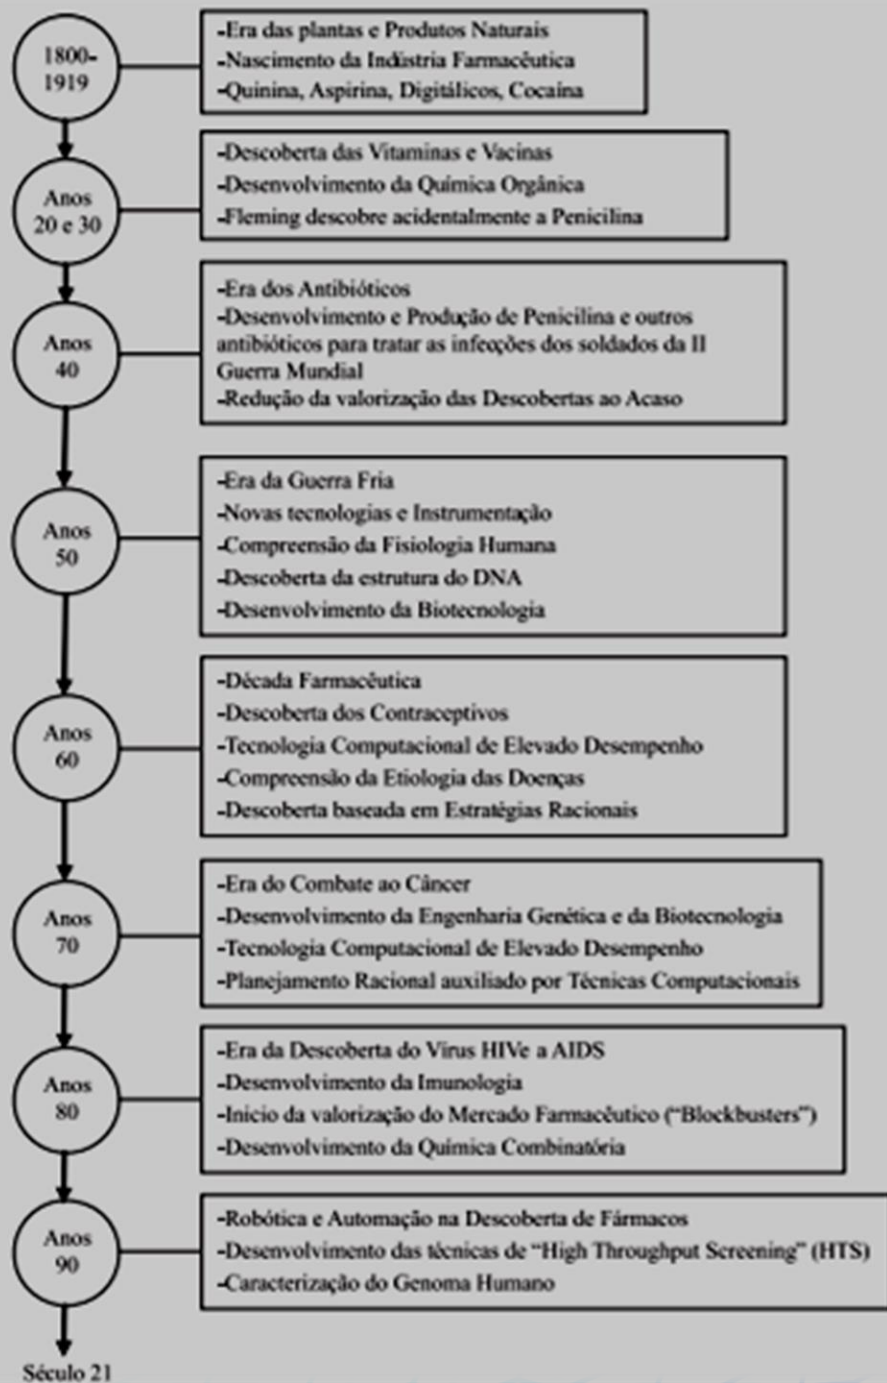 1800-
1919
-Era das plantas e Produtos Naturais
-Nascimento da Indústria Farmacêutica
-Quinina, Aspirina, Digitálicos, Cocaína
Anos
20 e 30
-Descoberta das Vitaminas e Vacinas
-Desenvolvimento da Química Orgânica
-Fleming descobre acidentalmente a Penicilina
Anos
40
-Era dos Antibióticos
-Desenvolvimento e Produção de Penicilina e outros
antibióticos para tratar as infecções dos soldados da II
Guerra Mundial
-Redução da valorização das Descobertas ao Acaso
Anos
50
-Era da Guerra Fria
-Novas tecnologias e Instrumentação
-Compreensão da Fisiologia Humana
-Descoberta da estrutura do DNA
-Desenvolvimento da Biotecnologia
Anos
60
-Década Farmacêutica
-Descoberta dos Contraceptivos
-Tecnologia Computacional de Elevado Desempenho
-Compreensão da Etiologia das Doenças
-Descoberta baseada em Estratégias Racionais
Anos
70
-Era do Combate ao Câncer
-Desenvolvimento da Engenharia Genética e da Biotecnologia
-Tecnologia Computacional de Elevado Desempenho
-Planejamento Racional auxiliado por Técnicas Computacionais
Anos
80
-Era da Descoberta do Vírus HIVe a AIDS
-Desenvolvimento da Imunologia
-Início da valorização do Mercado Farmacêutico (“Blockbusters”)
-Desenvolvimento da Química Combinatória
Anos
90
-Robótica e Automação na Descoberta de Fármacos
-Desenvolvimento das técnicas de “High Throughput Screening” (HTS)
-Caracterização do Genoma Humano
Século 21